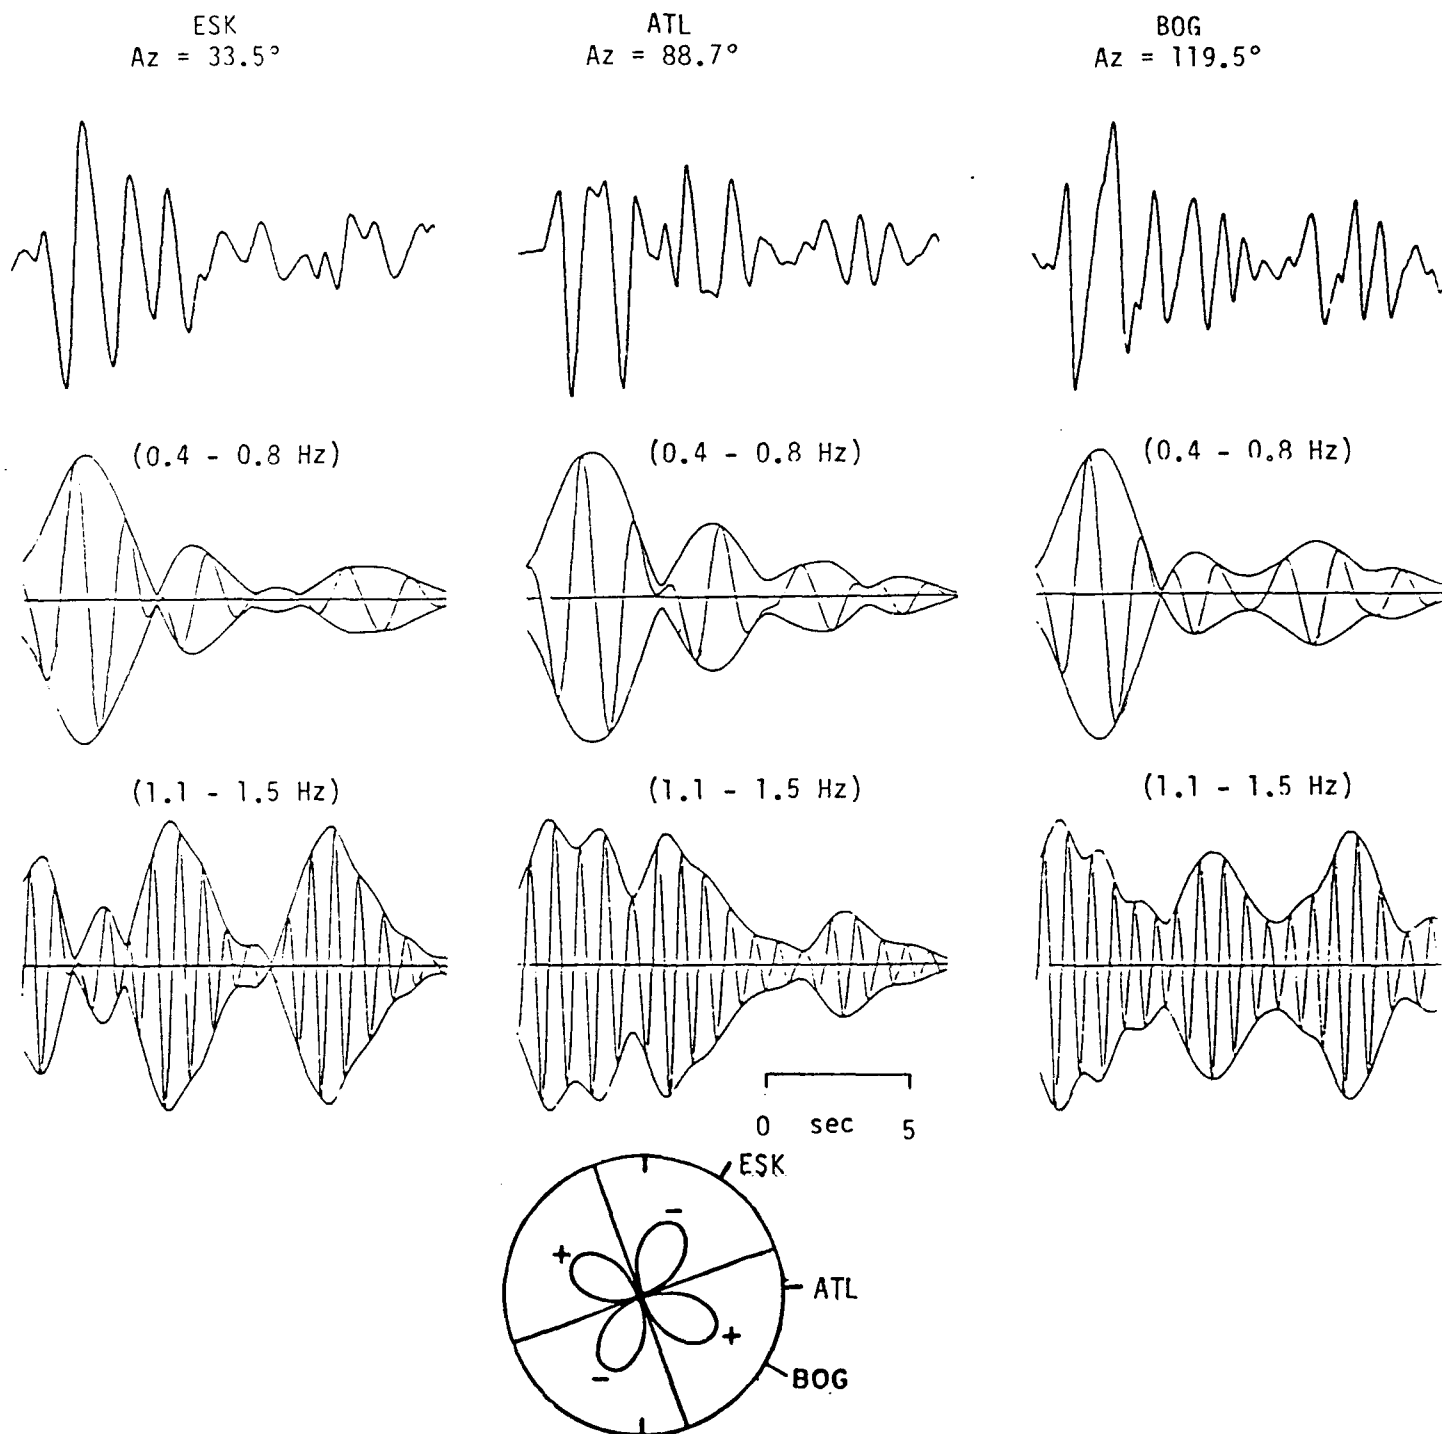 ESK ATL BOG
Az = 33.5° Az = 88.7° Az = 119.5°
(0.4 - 0.8 Hz) (0.4 - 0.8 Hz) (0.4 - 0.8 Hz)
(1.1 - 1.5 Hz) (1.1 - 1.5 Hz) (1.1 - 1.5 Hz)
0 sec 5
ESK
-
+
ATL
+
-
BOG